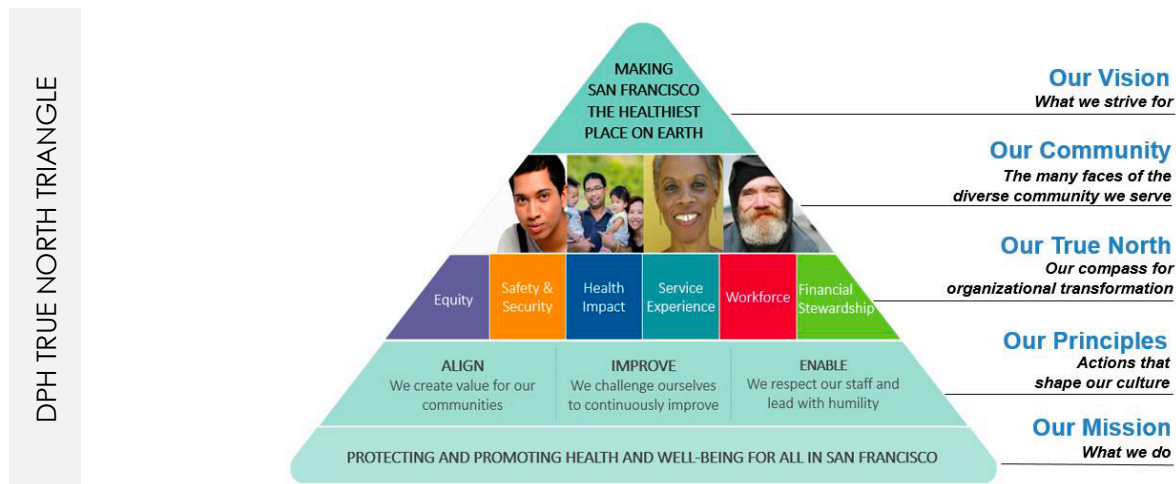 DPH TRUE NORTH TRIANGLE
MAKING
SAN FRANCISCO
THE HEALTHIEST
PLACE ON EARTH
Our Vision
What we strive for
Our Community
The many faces of the
diverse community we serve
Equity
Safety &
Security
Health
Impact
Service
Experience
Workforce
Financial
Stewardship
Our True North
Our compass for
organizational transformation
ALIGN
We create value for our
communities
IMPROVE
We challenge ourselves
to continuously improve
ENABLE
We respect our staff and
lead with humility
Our Principles
Actions that
shape our culture
PROTECTING AND PROMOTING HEALTH AND WELL-BEING FOR ALL IN SAN FRANCISCO
Our Mission
What we do